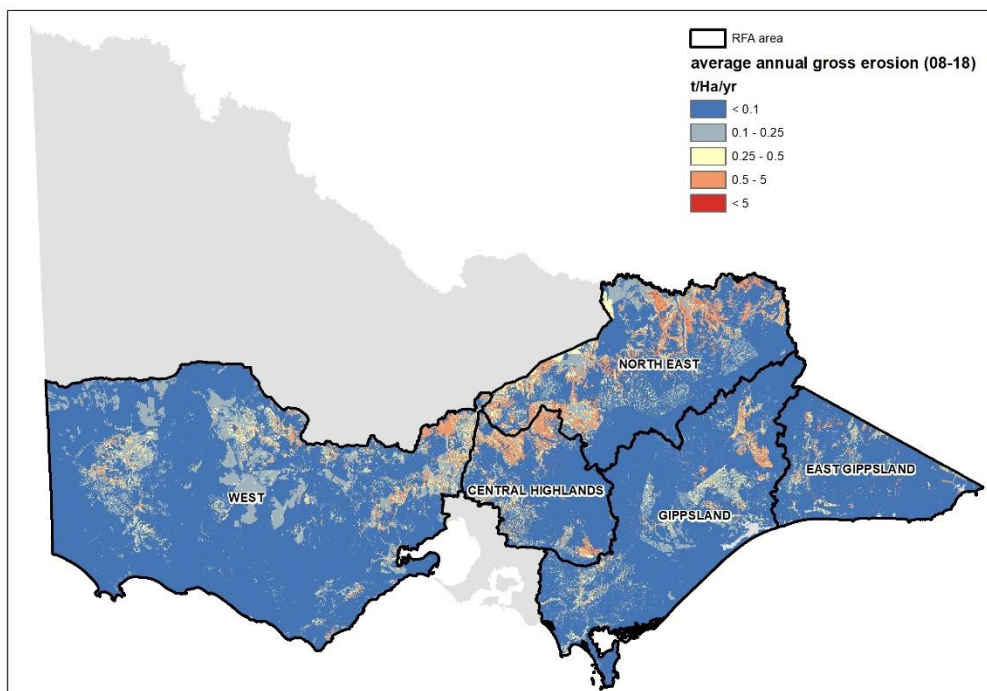 RFA area
average annual gross erosion (08-18)
t/Ha/yr
< 0.1
0.1 - 0.25
0.25 - 0.5
0.5 - 5
< 5
NORTH EAST
EAST GIPPSLAND
CENTRAL HIGHLANDS
WEST
GIPPSLAND